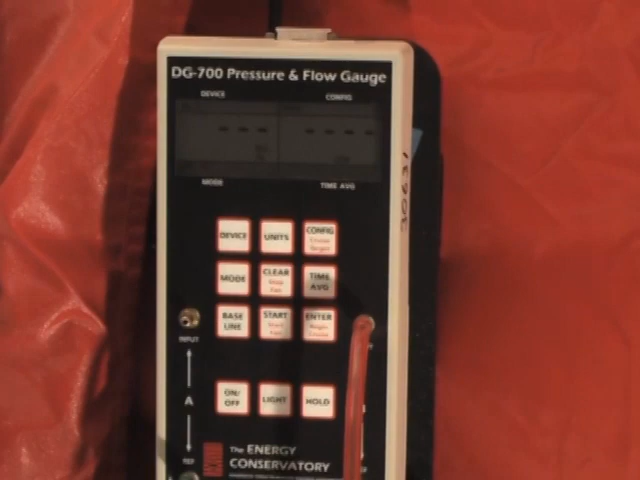 DG-700 Pressure & Flow Gauge
DEVICE CONFIG
--- ----
MODE TIME AVG
DEVICE UNITS CONFIG
MODE CLEAR TIME AVG
BASE LINE START ENTER
INPUT
ON/OFF LIGHT HOLD
A
The ENERGY
CONSERVATORY
30631